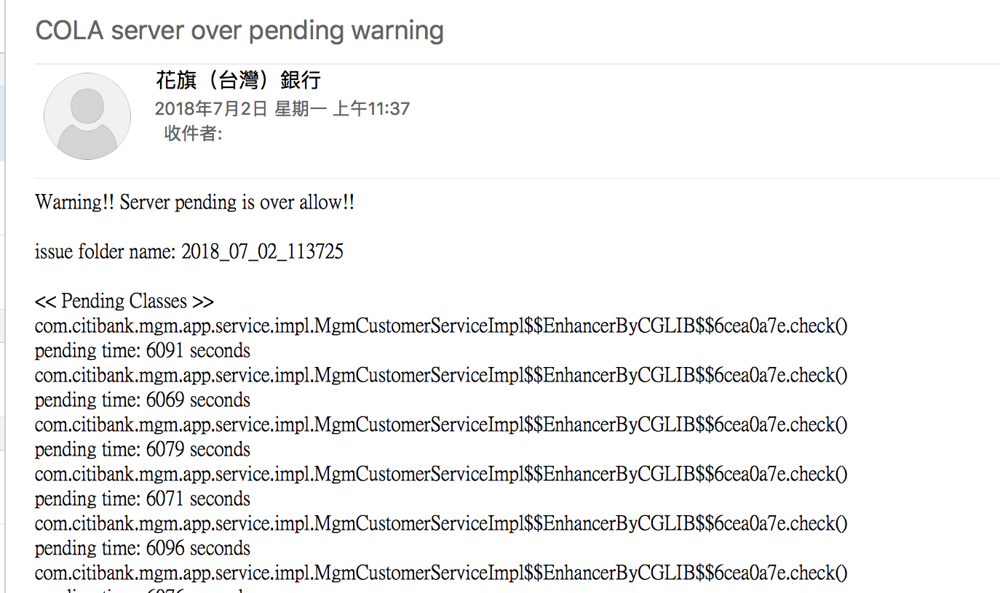 COLA server over pending warning
花旗（台灣）銀行
2018年7月2日 星期一 上午11:37
收件者:
Warning!! Server pending is over allow!!
issue folder name: 2018_07_02_113725
<< Pending Classes >>
com.citibank.mgm.app.service.impl.MgmCustomerServiceImpl$$EnhancerByCGLIB$$6cea0a7e.check()
pending time: 6091 seconds
com.citibank.mgm.app.service.impl.MgmCustomerServiceImpl$$EnhancerByCGLIB$$6cea0a7e.check()
pending time: 6069 seconds
com.citibank.mgm.app.service.impl.MgmCustomerServiceImpl$$EnhancerByCGLIB$$6cea0a7e.check()
pending time: 6079 seconds
com.citibank.mgm.app.service.impl.MgmCustomerServiceImpl$$EnhancerByCGLIB$$6cea0a7e.check()
pending time: 6071 seconds
com.citibank.mgm.app.service.impl.MgmCustomerServiceImpl$$EnhancerByCGLIB$$6cea0a7e.check()
pending time: 6096 seconds
com.citibank.mgm.app.service.impl.MgmCustomerServiceImpl$$EnhancerByCGLIB$$6cea0a7e.check()